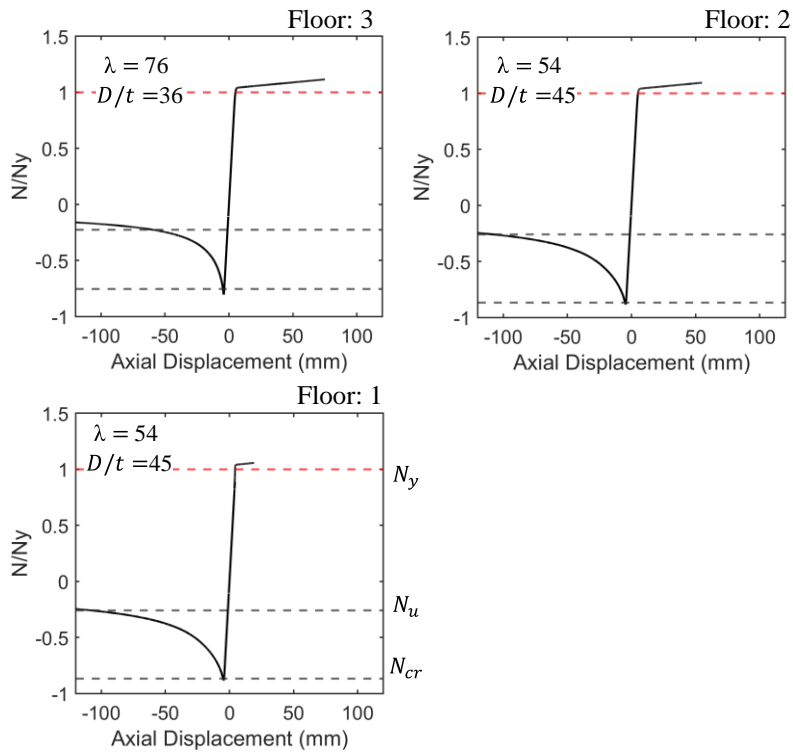 Floor: 3
1.5
λ = 76
1
D/t =36
0.5
N/Ny
0
-0.5
-1
-100 -50 0 50 100
Axial Displacement (mm)
Floor: 2
1.5
λ = 54
1
D/t =45
0.5
N/Ny
0
-0.5
-1
-100 -50 0 50 100
Axial Displacement (mm)
Floor: 1
1.5
λ = 54
D/t =45
1
N_y
0.5
N/Ny
0
N_u
-0.5
N_cr
-1
-100 -50 0 50 100
Axial Displacement (mm)